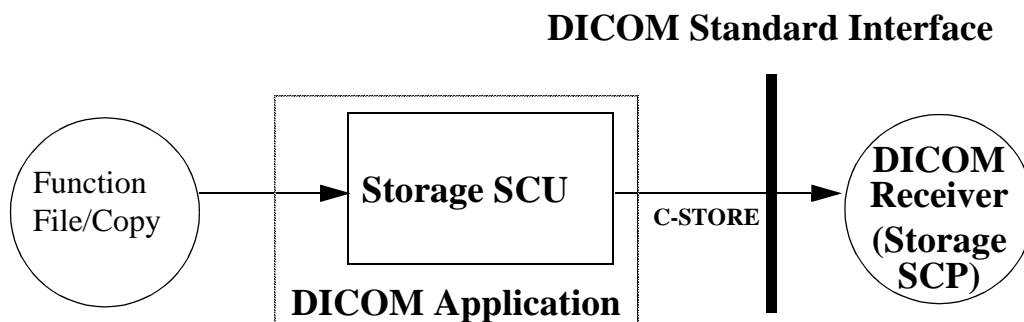 DICOM Standard Interface
Function
File/Copy
Storage SCU
C-STORE
DICOM
Receiver
(Storage
SCP)
DICOM Application